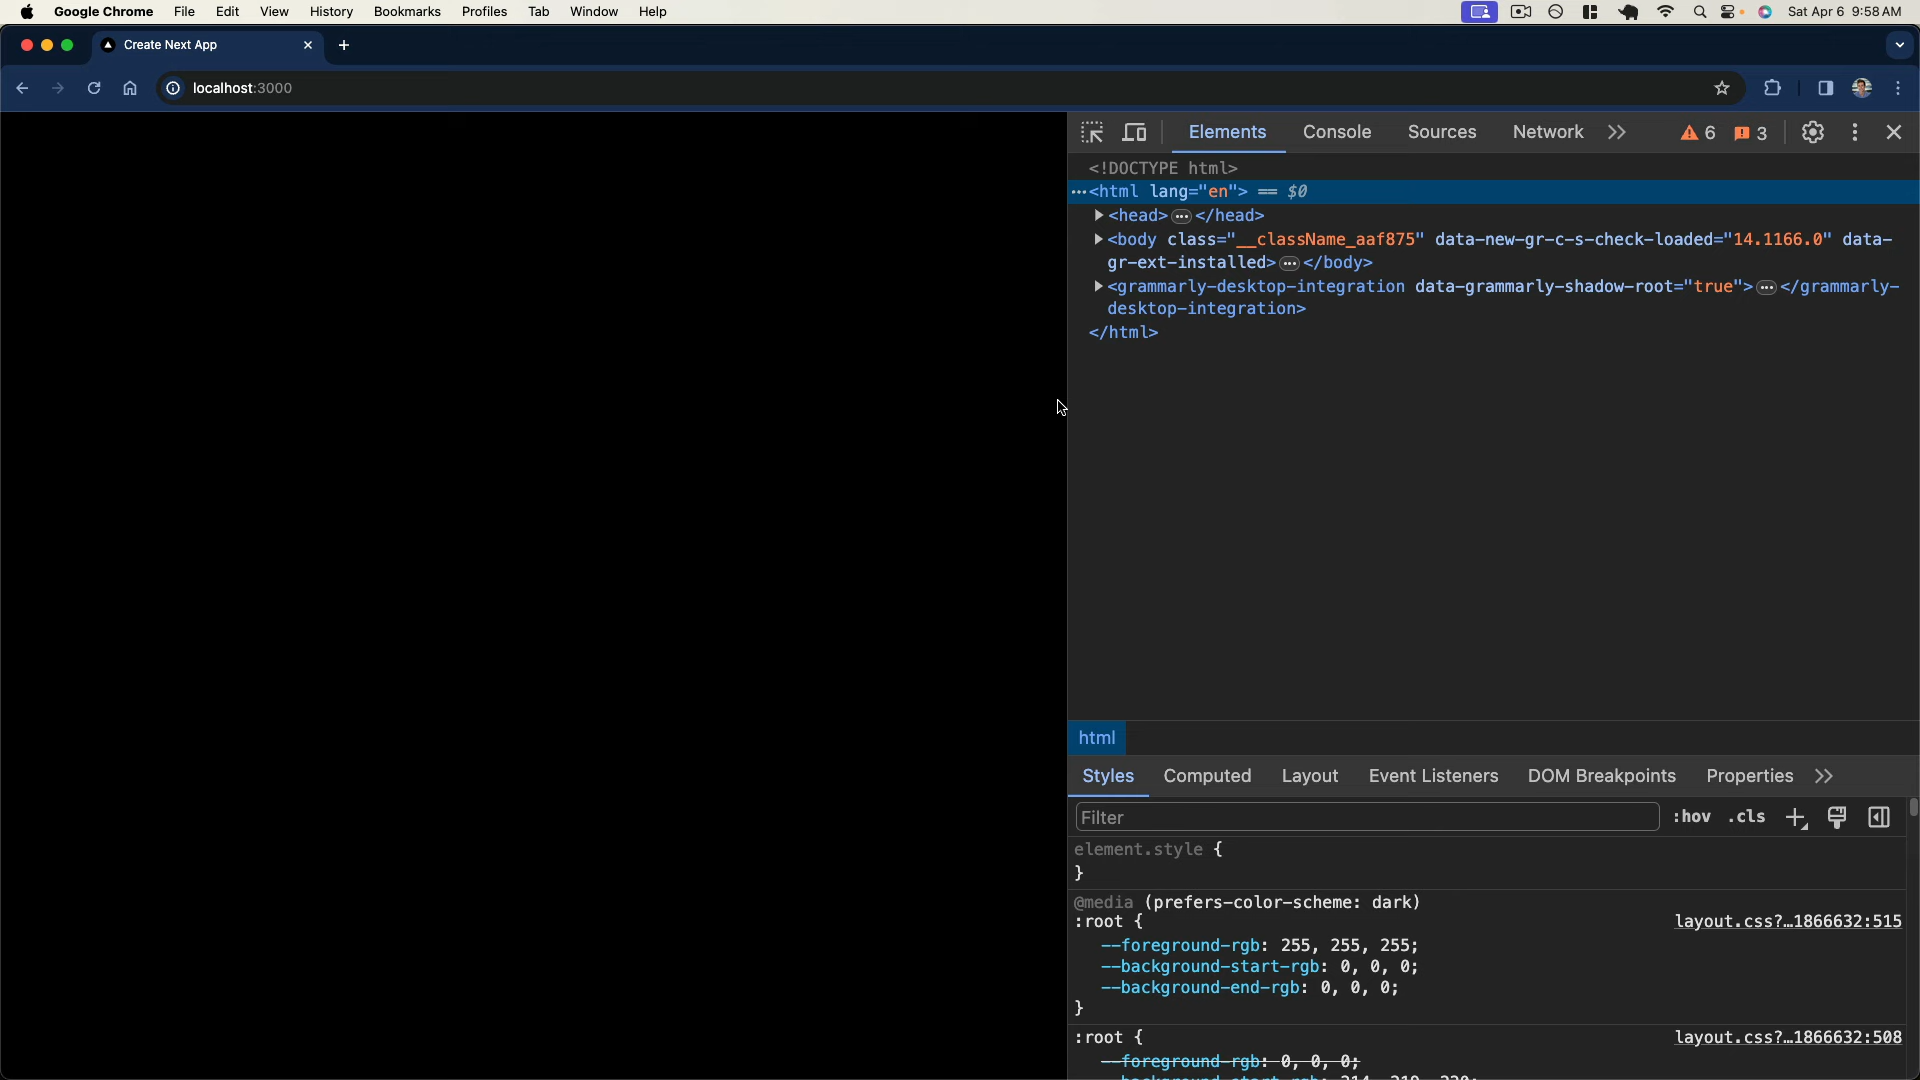 Google Chrome File Edit View History Bookmarks Profiles Tab Window Help Sat Apr 6 9:58 AM
Create Next App
localhost:3000
Elements Console Sources Network 6 3
<!DOCTYPE html>
<html lang="en"> == $0
<head> </head>
<body class="__className_aaf875" data-new-gr-c-s-check-loaded="14.1166.0" data-
gr-ext-installed> </body>
<grammarly-desktop-integration data-grammarly-shadow-root="true"> </grammarly-
desktop-integration>
</html>
html
Styles Computed Layout Event Listeners DOM Breakpoints Properties
Filter :hov .cls
element.style {
}
@media (prefers-color-scheme: dark)
:root { layout.css?…1866632:515
--foreground-rgb: 255, 255, 255;
--background-start-rgb: 0, 0, 0;
--background-end-rgb: 0, 0, 0;
}
:root { layout.css?…1866632:508
--foreground-rgb: 0, 0, 0;